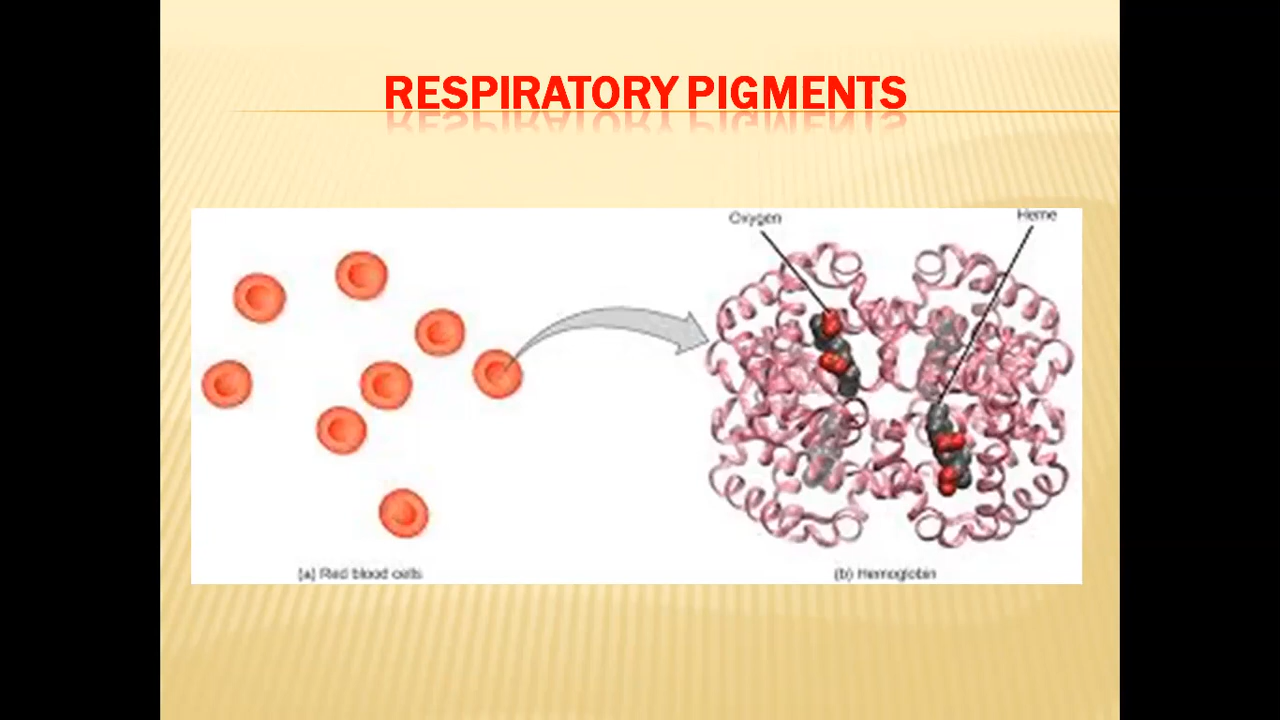 RESPIRATORY PIGMENTS
Oxygen
Heme
(a) Red blood cells
(b) Hemoglobin